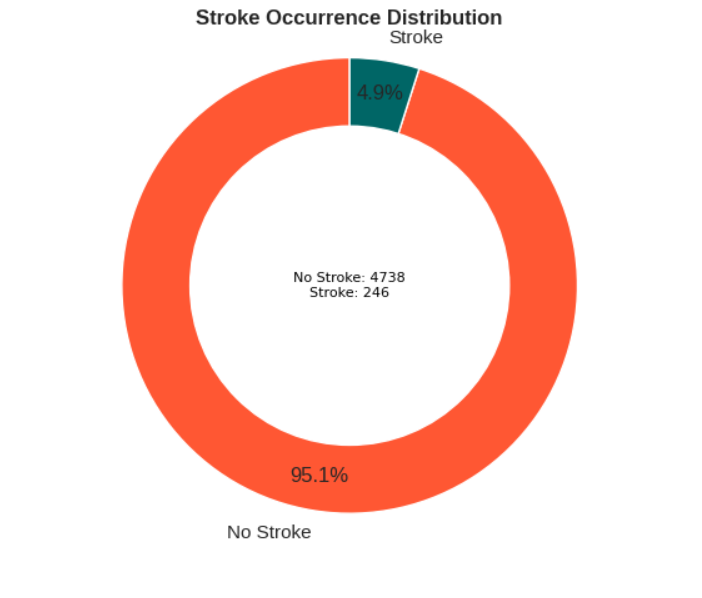 Stroke Occurrence Distribution
Stroke
4.9%
No Stroke: 4738
Stroke: 246
95.1%
No Stroke